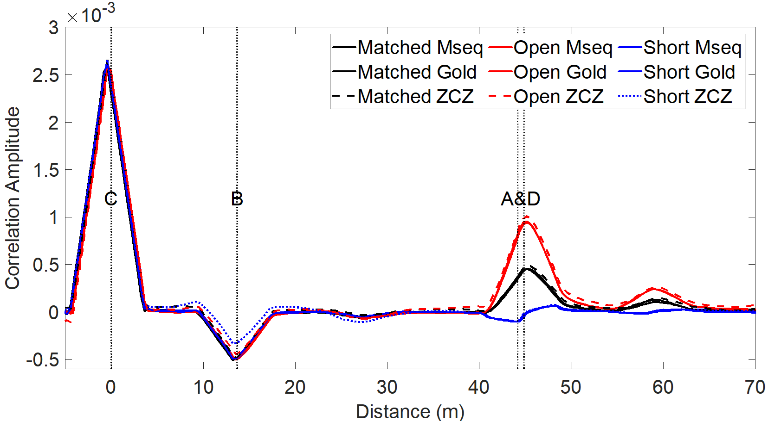 ×10⁻³
Matched Mseq Open Mseq Short Mseq
Matched Gold Open Gold Short Gold
Matched ZCZ Open ZCZ Short ZCZ
3
2.5
2
1.5
1
0.5
0
-0.5
Correlation Amplitude
C
B
A&D
0 10 20 30 40 50 60 70
Distance (m)